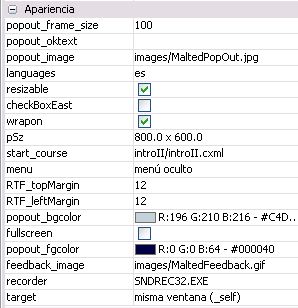 Apariencia
popout_frame_size 100
popout_oktext
popout_image images/MaltedPopOut.jpg
languages es
resizable
checkBoxEast
wrapon
pSz 800.0 x 600.0
start_course introII/introII.cxml
menu menú oculto
RTF_topMargin 12
RTF_leftMargin 12
popout_bgcolor R:196 G:210 B:216 - #C4D...
fullscreen
popout_fgcolor R:0 G:0 B:64 - #000040
feedback_image images/MaltedFeedback.gif
recorder SNDREC32.EXE
target misma ventana (_self)